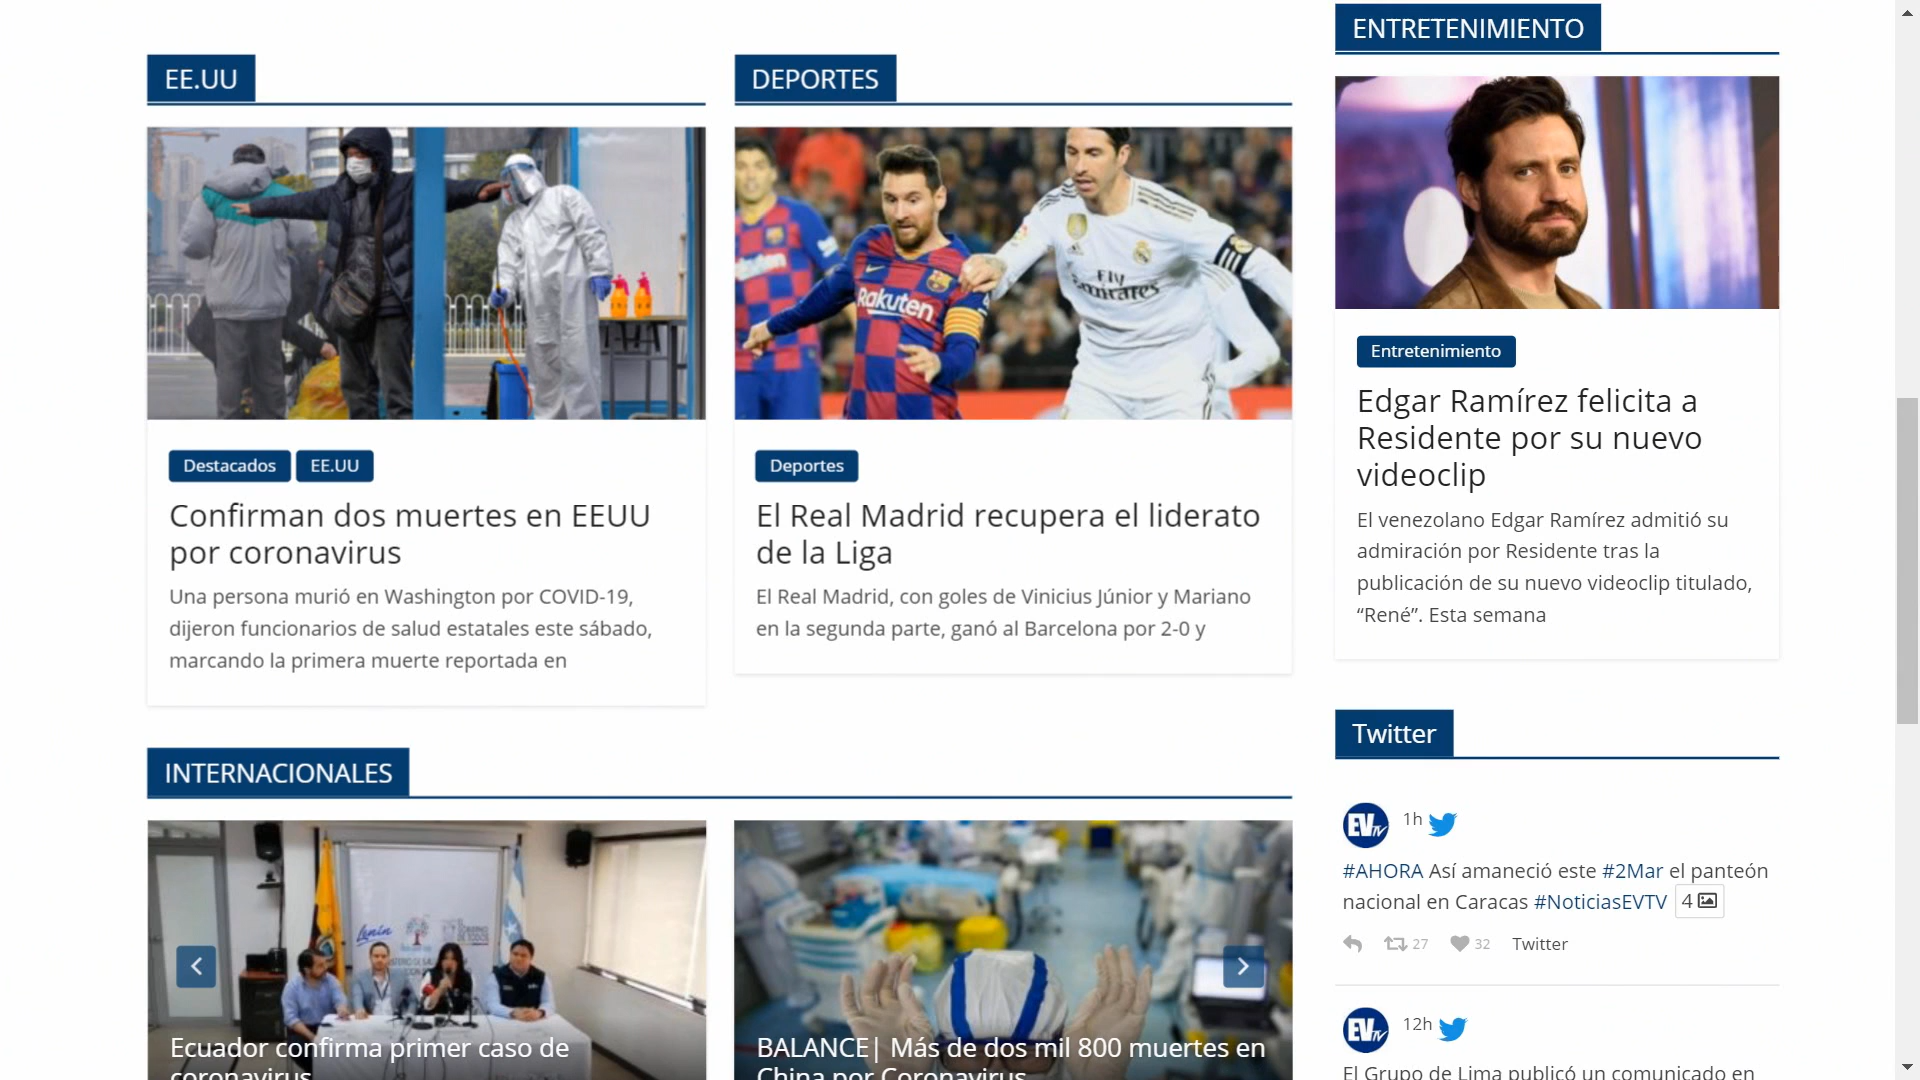 EE.UU
Rakuten
Destacados EE.UU
Confirman dos muertes en EEUU
por coronavirus
Una persona murió en Washington por COVID-19,
dijeron funcionarios de salud estatales este sábado,
marcando la primera muerte reportada en
DEPORTES
Rakuten
Fly
Emirates
Deportes
El Real Madrid recupera el liderato
de la Liga
El Real Madrid, con goles de Vinicius Júnior y Mariano
en la segunda parte, ganó al Barcelona por 2-0 y
ENTRETENIMIENTO
Entretenimiento
Edgar Ramírez felicita a
Residente por su nuevo
videoclip
El venezolano Edgar Ramírez admitió su
admiración por Residente tras la
publicación de su nuevo videoclip titulado,
“René”. Esta semana
INTERNACIONALES
Lenín
Ecuador confirma primer caso de
coronavirus
BALANCE| Más de dos mil 800 muertes en
China por Coronavirus
Twitter
EVTV 1h
#AHORA Así amaneció este #2Mar el panteón
nacional en Caracas #NoticiasEVTV 4
27 32 Twitter
EVTV 12h
El Grupo de Lima publicó un comunicado en